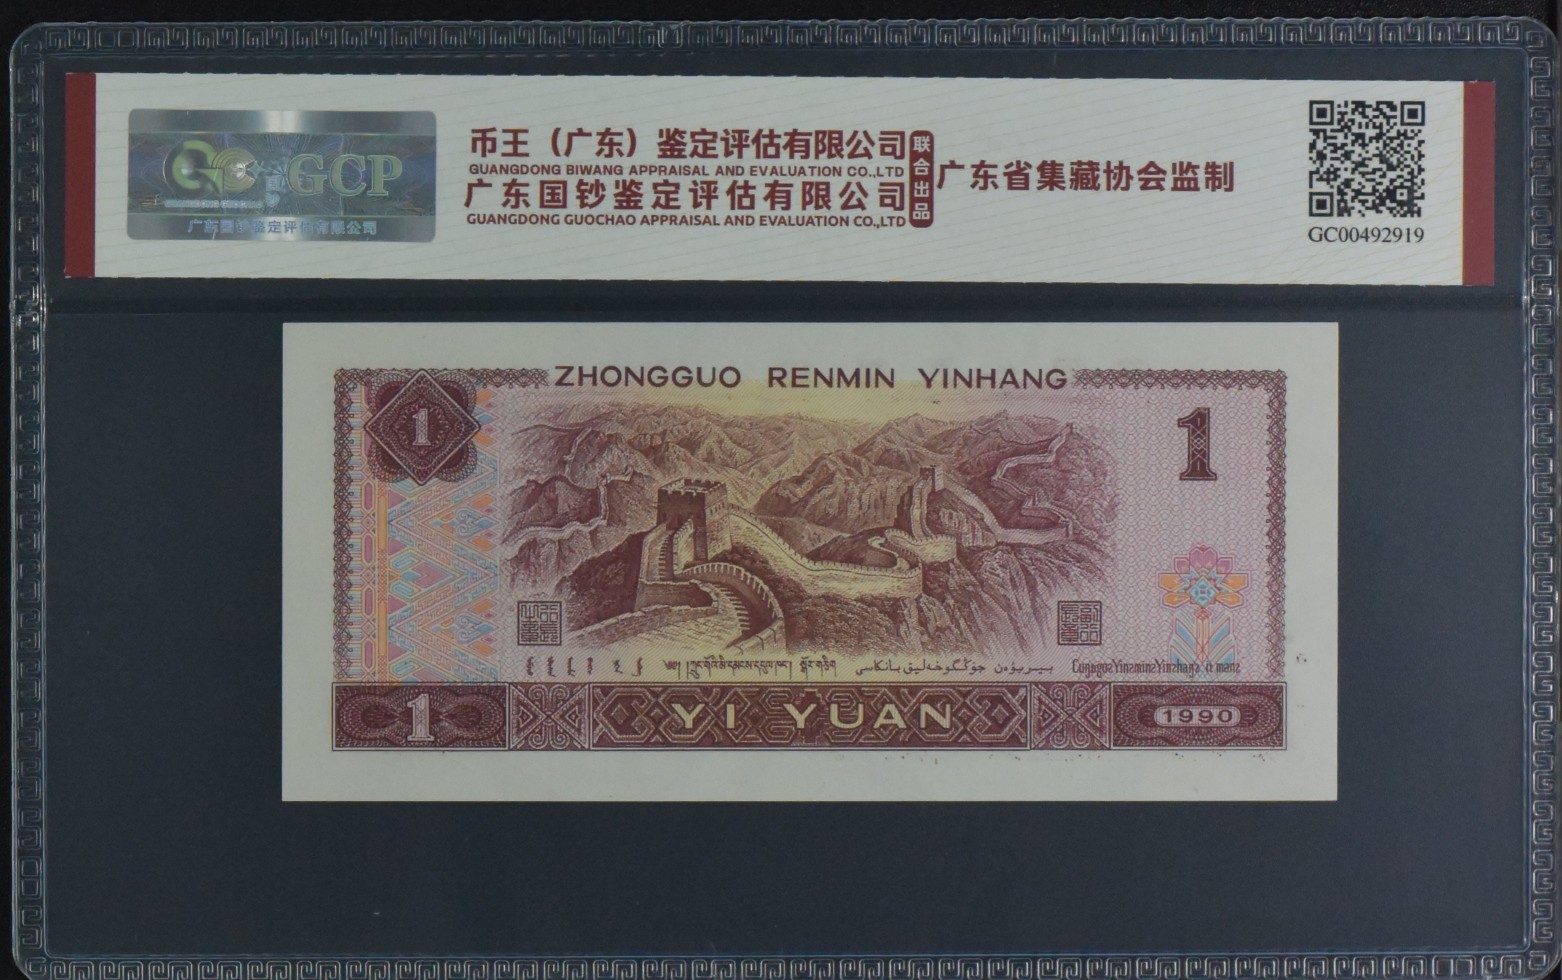 GCP
广东国钞鉴定评估有限公司
币王（广东）鉴定评估有限公司
GUANGDONG BIWANG APPRAISAL AND EVALUATION CO.,LTD
广东国钞鉴定评估有限公司
GUANGDONG GUOCHAO APPRAISAL AND EVALUATION CO.,LTD
联合出品
广东省集藏协会监制
GC00492919
ZHONGGUO RENMIN YINHANG
1
1
1 YI YUAN 1990